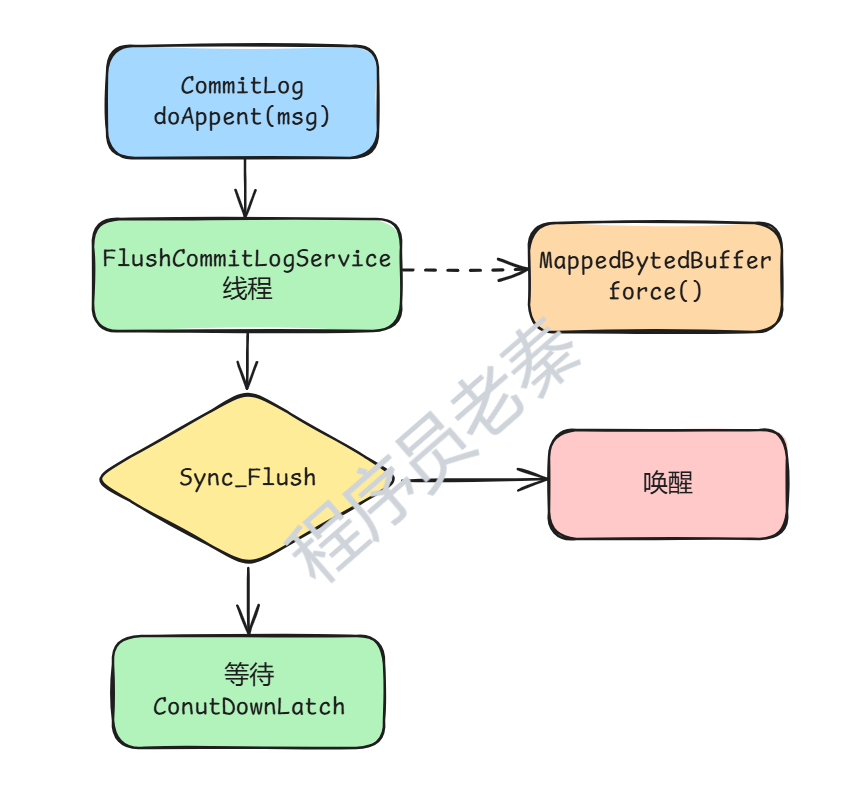 CommitLog
doAppent(msg)
FlushCommitLogService
线程
MappedBytedBuffer
force()
Sync_Flush
唤醒
等待
ConutDownLatch
程序员老秦